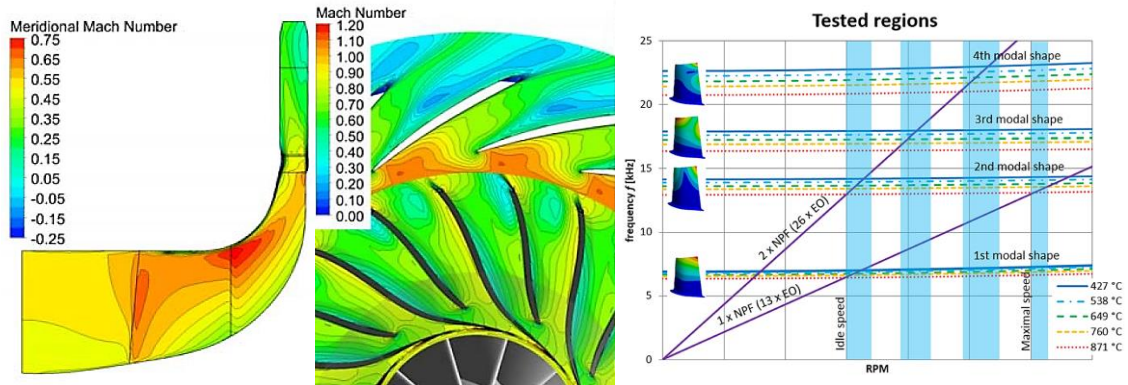 Meridional Mach Number
0.75
0.65
0.55
0.45
0.35
0.25
0.15
0.05
-0.05
-0.15
-0.25
Mach Number
1.20
1.10
1.00
0.90
0.80
0.70
0.60
0.50
0.40
0.30
0.20
0.10
0.00
Tested regions
25
20
15
10
5
0
frequency f [kHz]
4th modal shape
3rd modal shape
2nd modal shape
1st modal shape
2 x NPF (26 x EO)
1 x NPF (13 x EO)
Idle speed
Maximal speed
427 °C
538 °C
649 °C
760 °C
871 °C
RPM